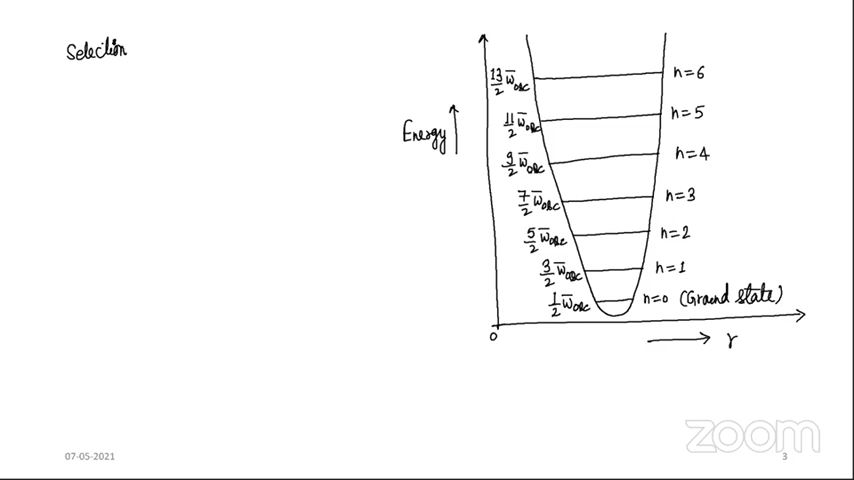 Selection
13/2 w̄osc n=6
11/2 w̄osc n=5
Energy
9/2 w̄osc n=4
7/2 w̄osc n=3
5/2 w̄osc n=2
3/2 w̄osc n=1
1/2 w̄osc n=0 (Ground state)
0
r
zoom
07-05-2021
3